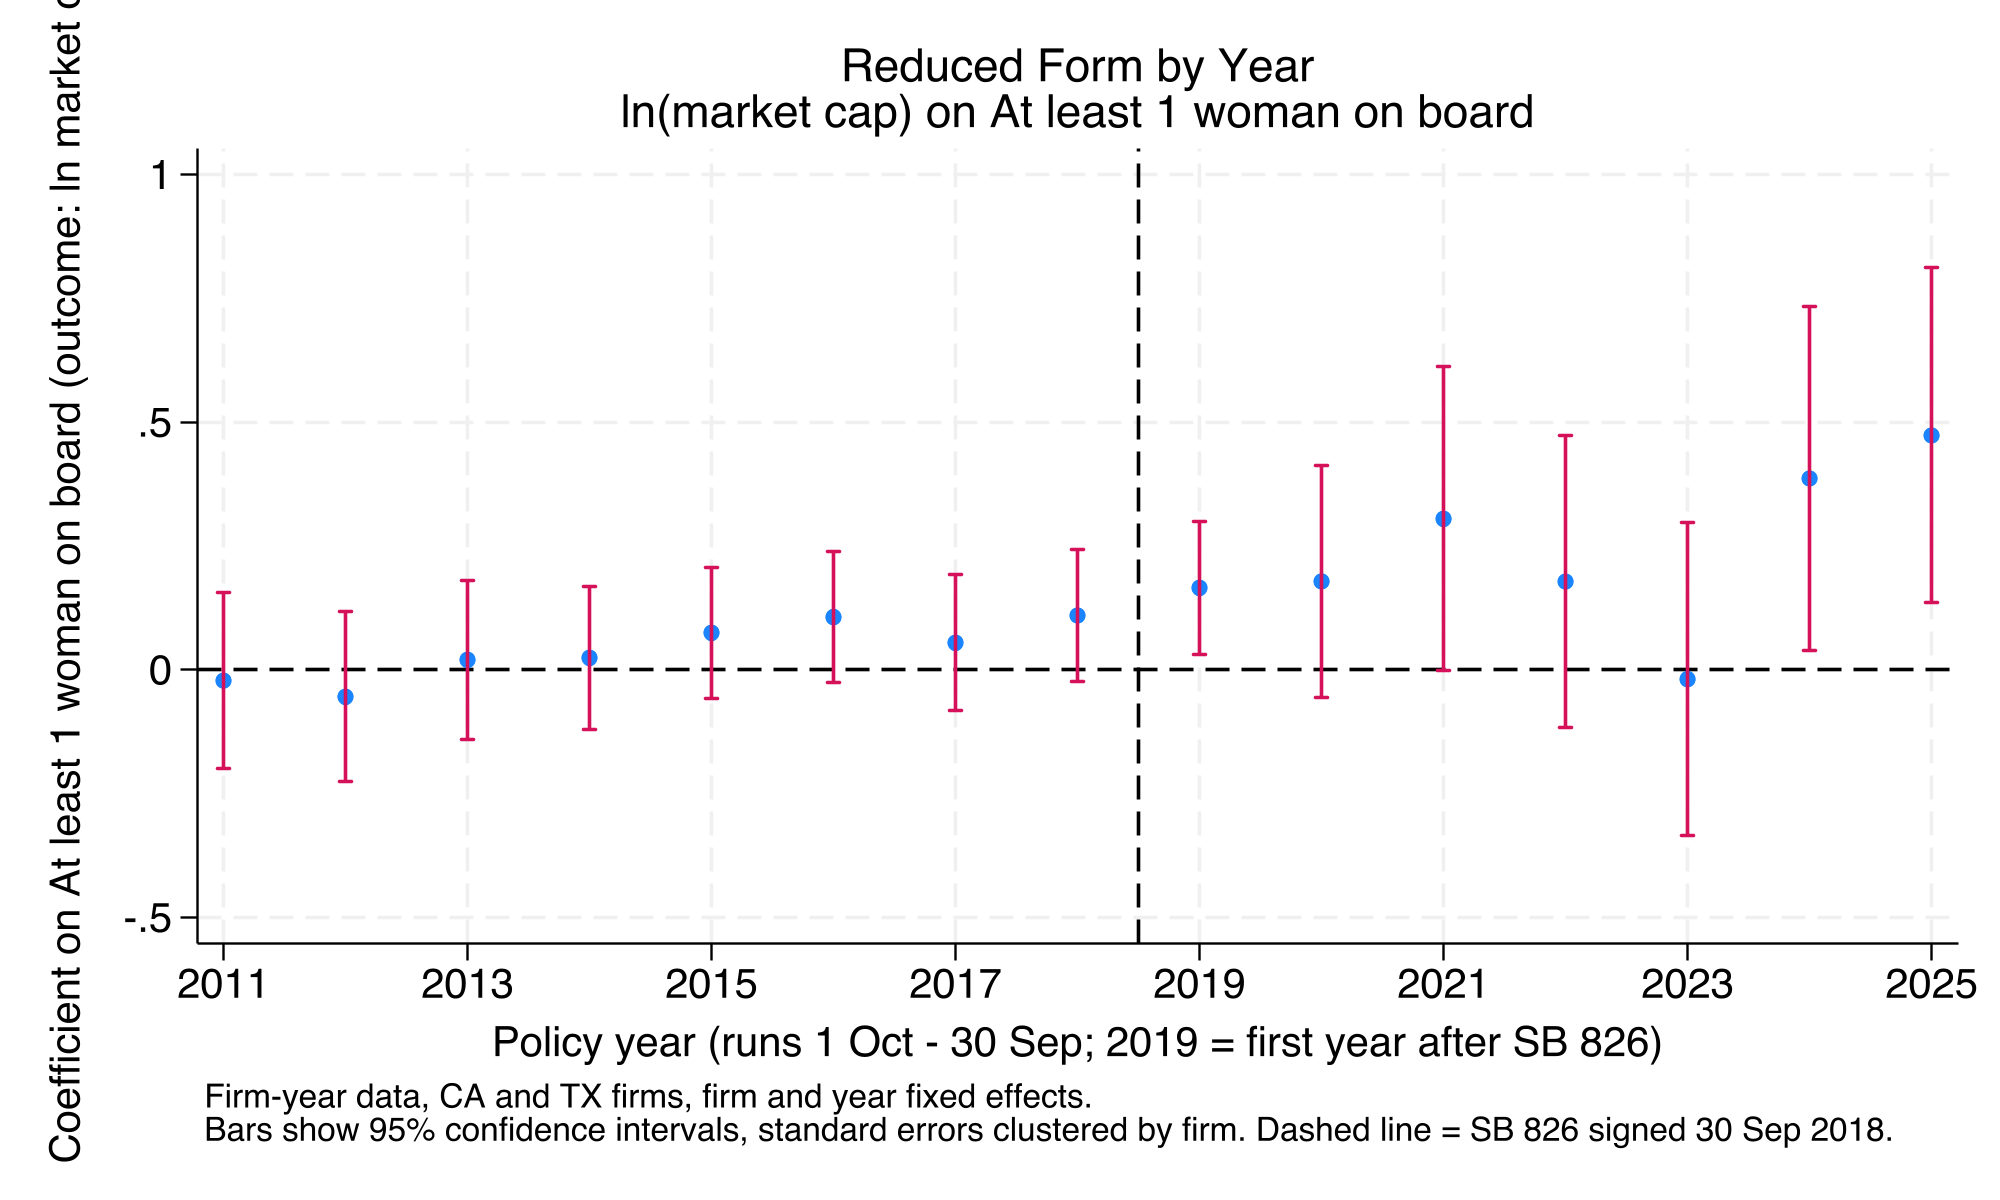 Reduced Form by Year
ln(market cap) on At least 1 woman on board
Coefficient on At least 1 woman on board (outcome: ln market
1
.5
0
-.5
2011
2013
2015
2017
2019
2021
2023
2025
Policy year (runs 1 Oct - 30 Sep; 2019 = first year after SB 826)
Firm-year data, CA and TX firms, firm and year fixed effects.
Bars show 95% confidence intervals, standard errors clustered by firm. Dashed line = SB 826 signed 30 Sep 2018.